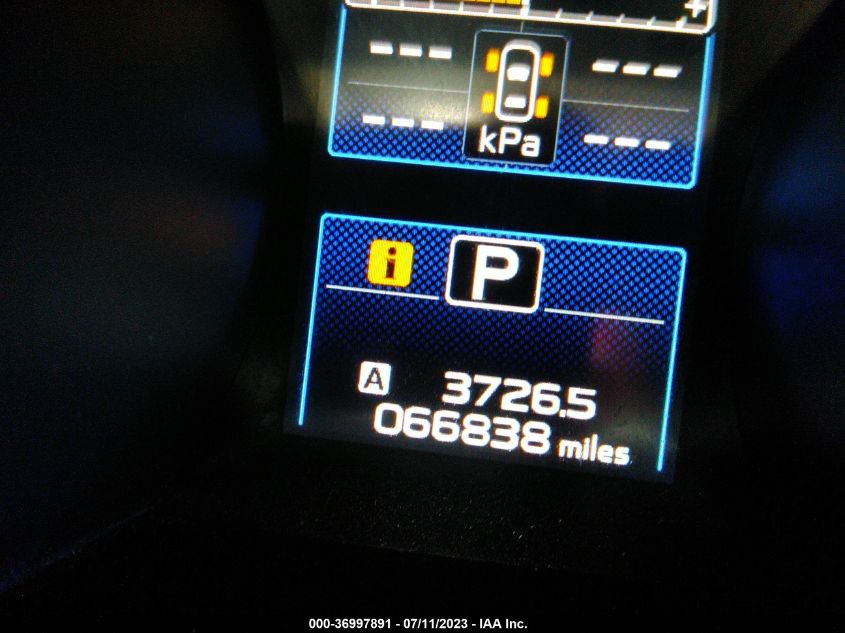 +
--- ---
--- ---
kPa
i P
A 3726.5
066838 miles
000-36997891 - 07/11/2023 - IAA Inc.